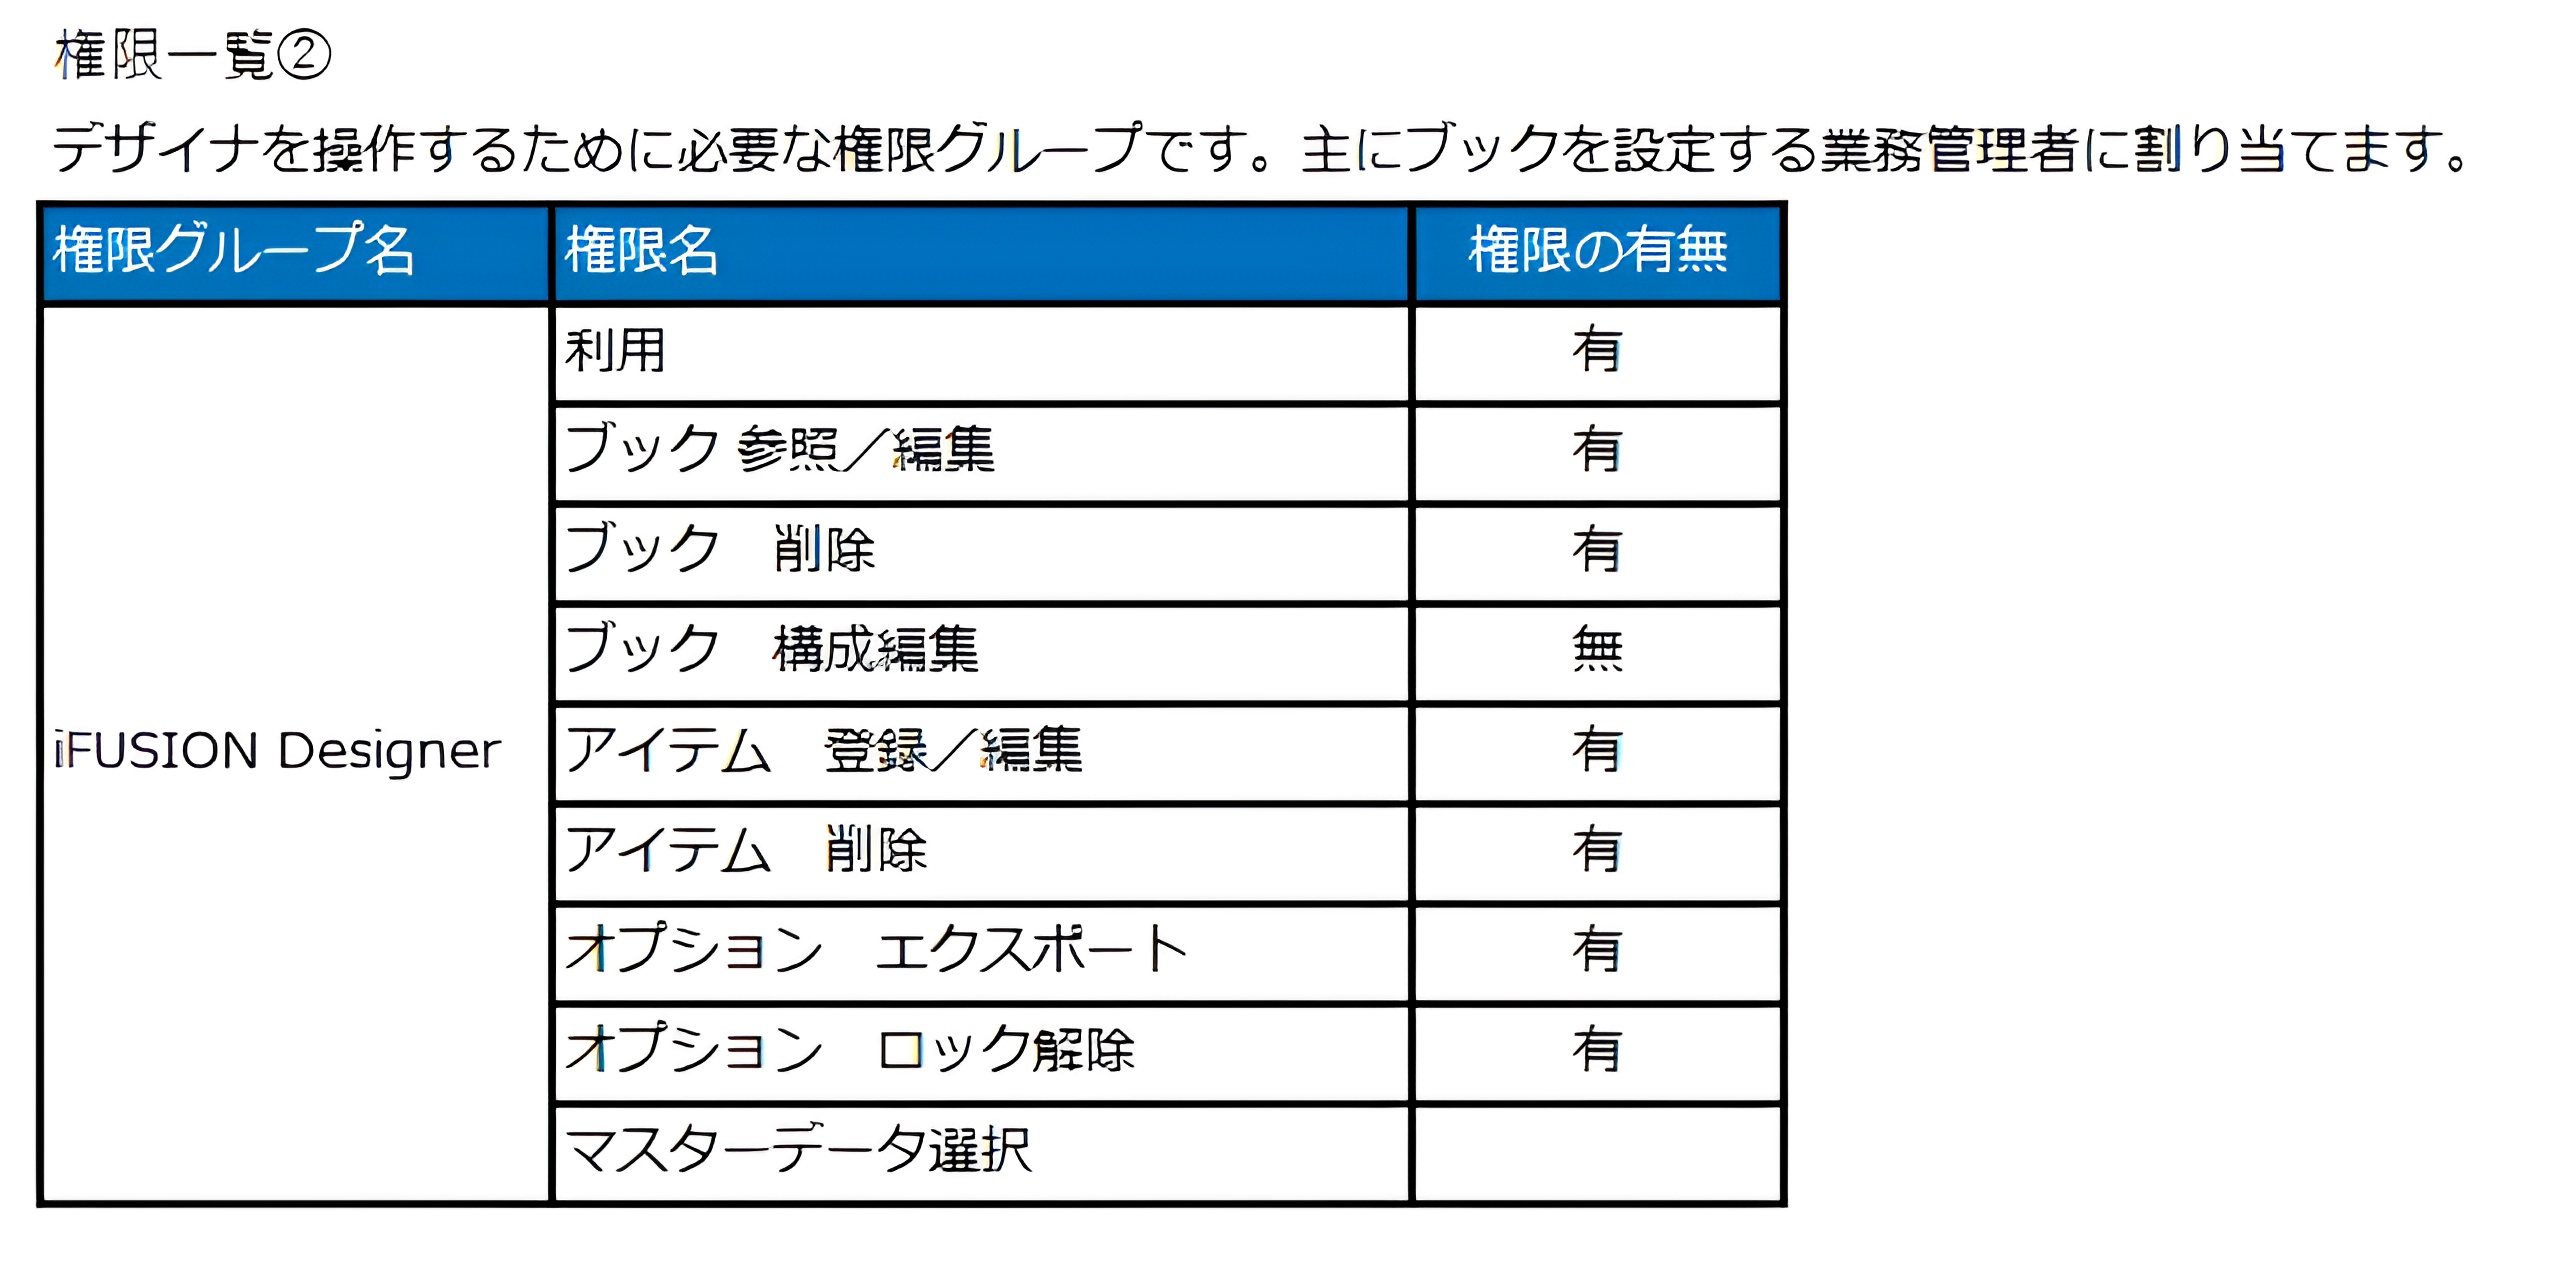 権限一覧②
デザイナを操作するために必要な権限グループです。主にブックを設定する業務管理者に割り当てます。
権限グループ名 権限名 権限の有無
利用 有
ブック 参照／編集 有
ブック　削除 有
ブック　構成編集 無
iFUSION Designer アイテム　登録／編集 有
アイテム　削除 有
オプション　エクスポート 有
オプション　ロック解除 有
マスターデータ選択